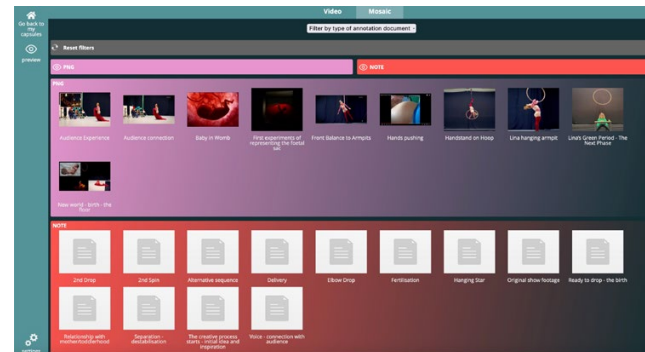 Go back to
my
capsules
preview
Video Mosaic
Filter by type of annotation document
Reset filters
PNG
NOTE
PNG
Audience Experience
Audience connection
Baby in Womb
First experiments of
representing the foetal
sac
Front Balance to Armpits
Hands pushing
Handstand on Hoop
Lina hanging armpit
Lina's Green Period - The
Next Phase
New world - birth - the
floor
NOTE
2nd Drop
2nd Spin
Alternative sequence
Delivery
Elbow Drop
Fertilisation
Hanging Star
Original show footage
Ready to drop - the birth
Relationship with
mother/toddlerhood
Separation -
destabilisation
The creative process
starts - initial idea and
inspiration
Voice - connection with
audience
settings